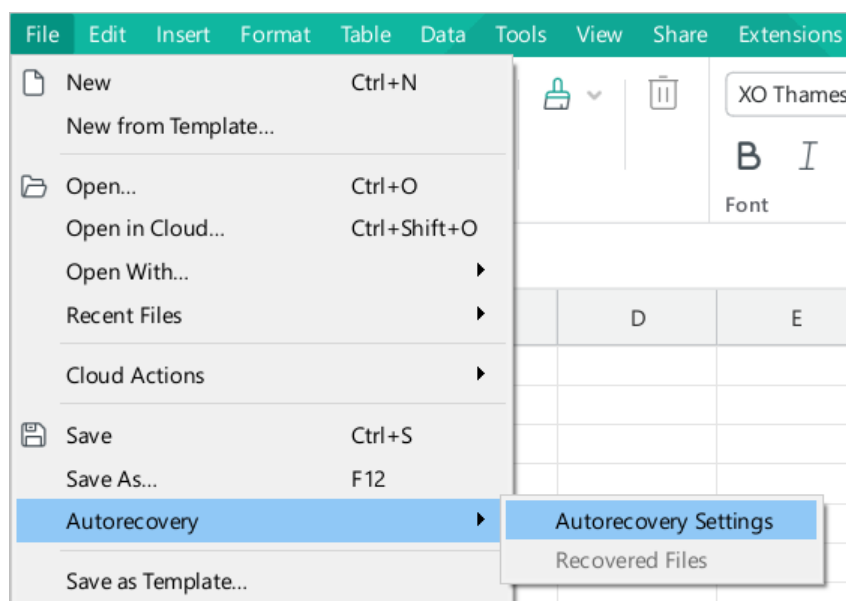 File Edit Insert Format Table Data Tools View Share Extensions
New Ctrl+N
New from Template...
Open... Ctrl+O
Open in Cloud... Ctrl+Shift+O
Open With...
Recent Files
Cloud Actions
Save Ctrl+S
Save As... F12
Autorecovery
Save as Template...
Autorecovery Settings
Recovered Files
XO Thames
B I
Font
D E